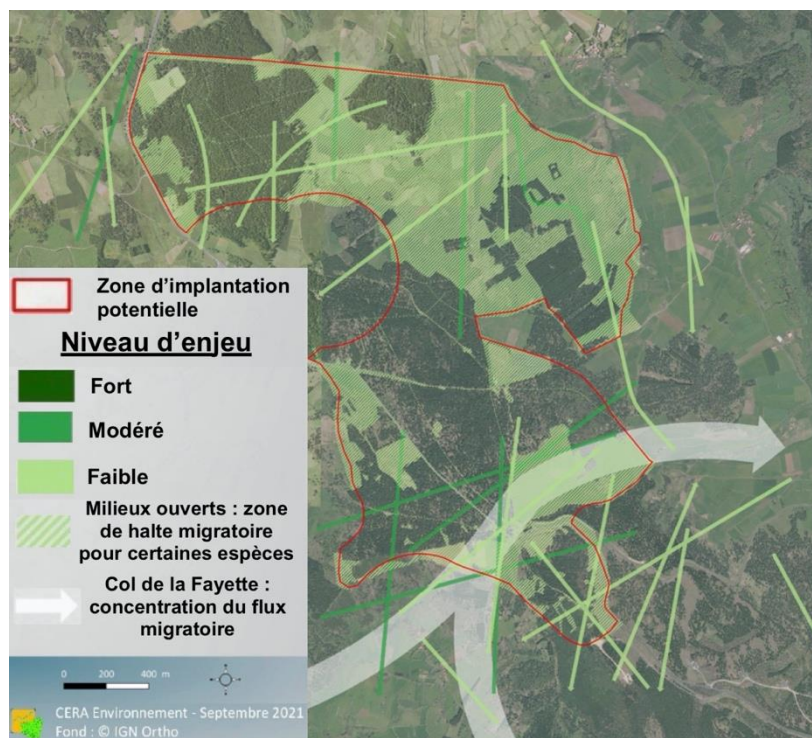 Zone d'implantation
potentielle
Niveau d'enjeu
Fort
Modéré
Faible
Milieux ouverts : zone
de halte migratoire
pour certaines espèces
Col de la Fayette :
concentration du flux
migratoire
0 200 400 m
CERA Environnement - Septembre 2021
Fond : © IGN Ortho